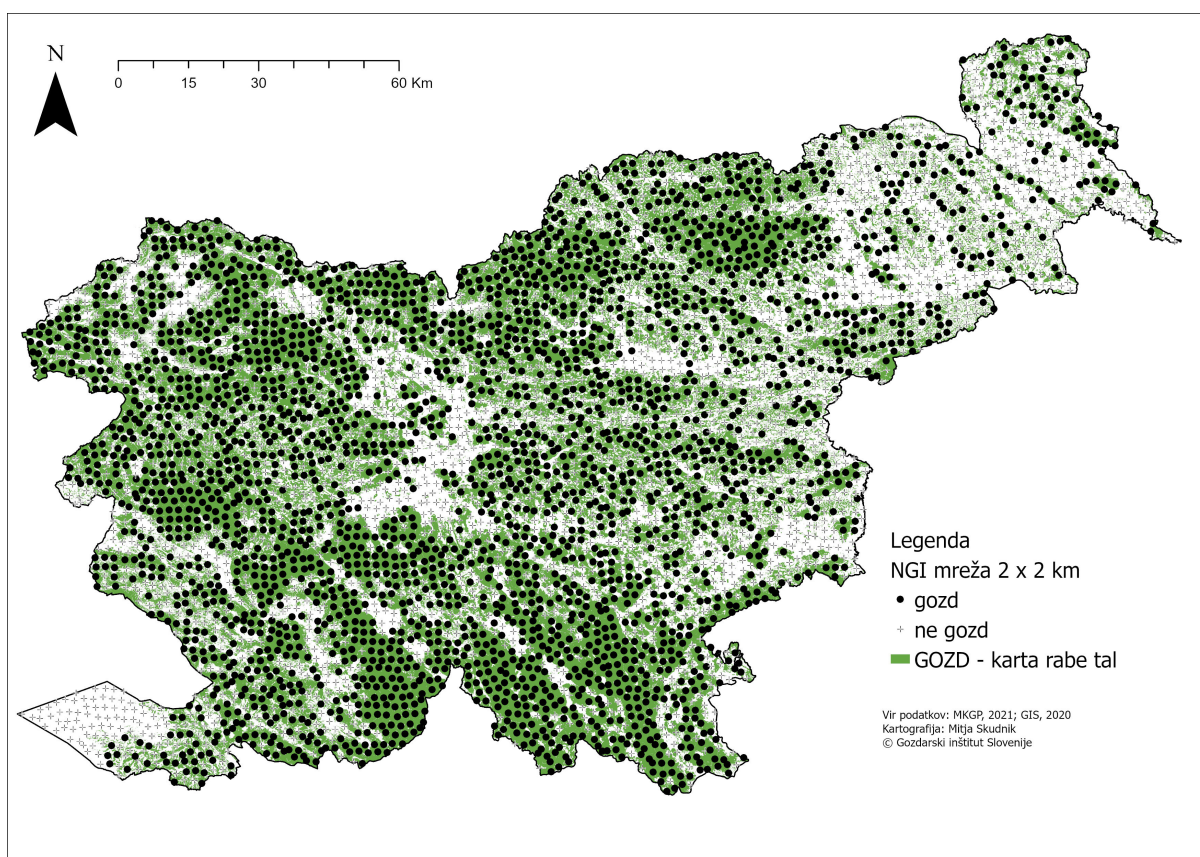 N
0 15 30 60 Km
Legenda
NGI mreža 2 x 2 km
gozd
ne gozd
GOZD - karta rabe tal
Vir podatkov: MKGP, 2021; GIS, 2020
Kartografija: Mitja Skudnik
© Gozdarski inštitut Slovenije